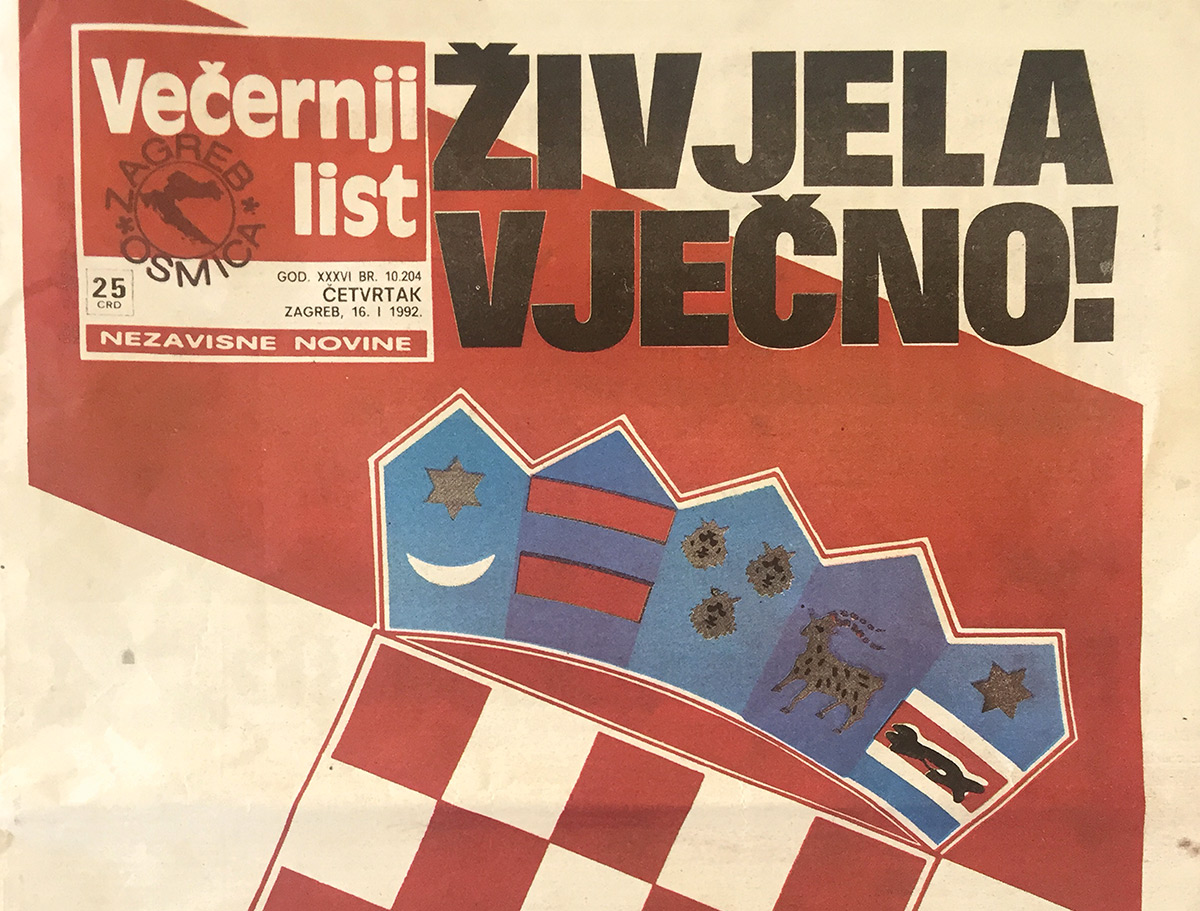 Večernji
list
ZAGREB
OSMICA
25
CRD
GOD. XXXVI BR. 10.204
ČETVRTAK
ZAGREB, 16. I 1992.
NEZAVISNE NOVINE
ŽIVJELA
VJEČNO!